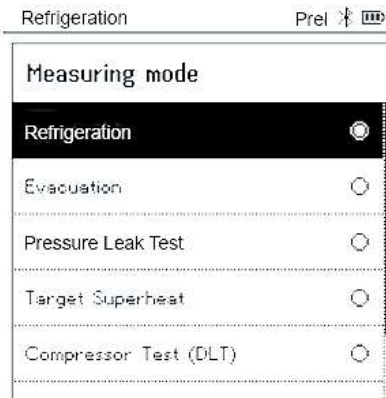 Refrigeration Prel
Measuring mode
Refrigeration
Evacuation
Pressure Leak Test
Target Superheat
Compressor Test (DLT)